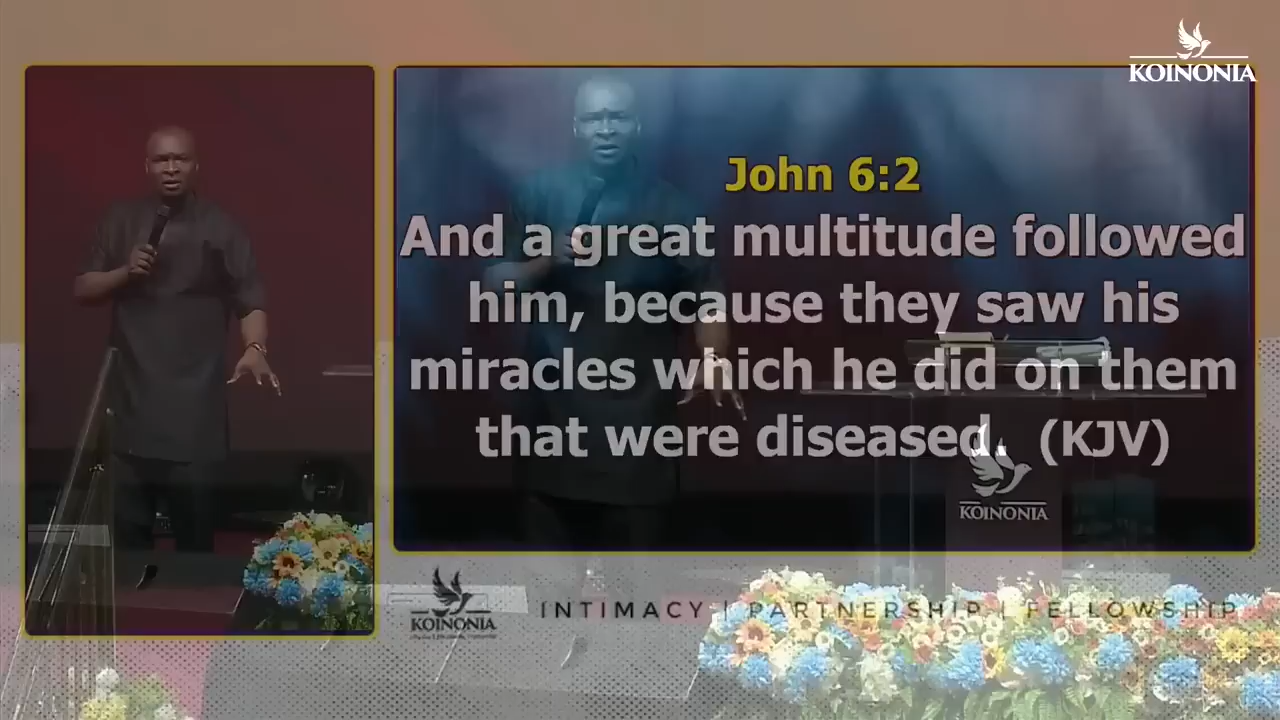 KOINONIA
John 6:2
And a great multitude followed
him, because they saw his
miracles which he did on them
that were diseased. (KJV)
KOINONIA
KOINONIA
INTIMACY | PARTNERSHIP | FELLOWSHIP